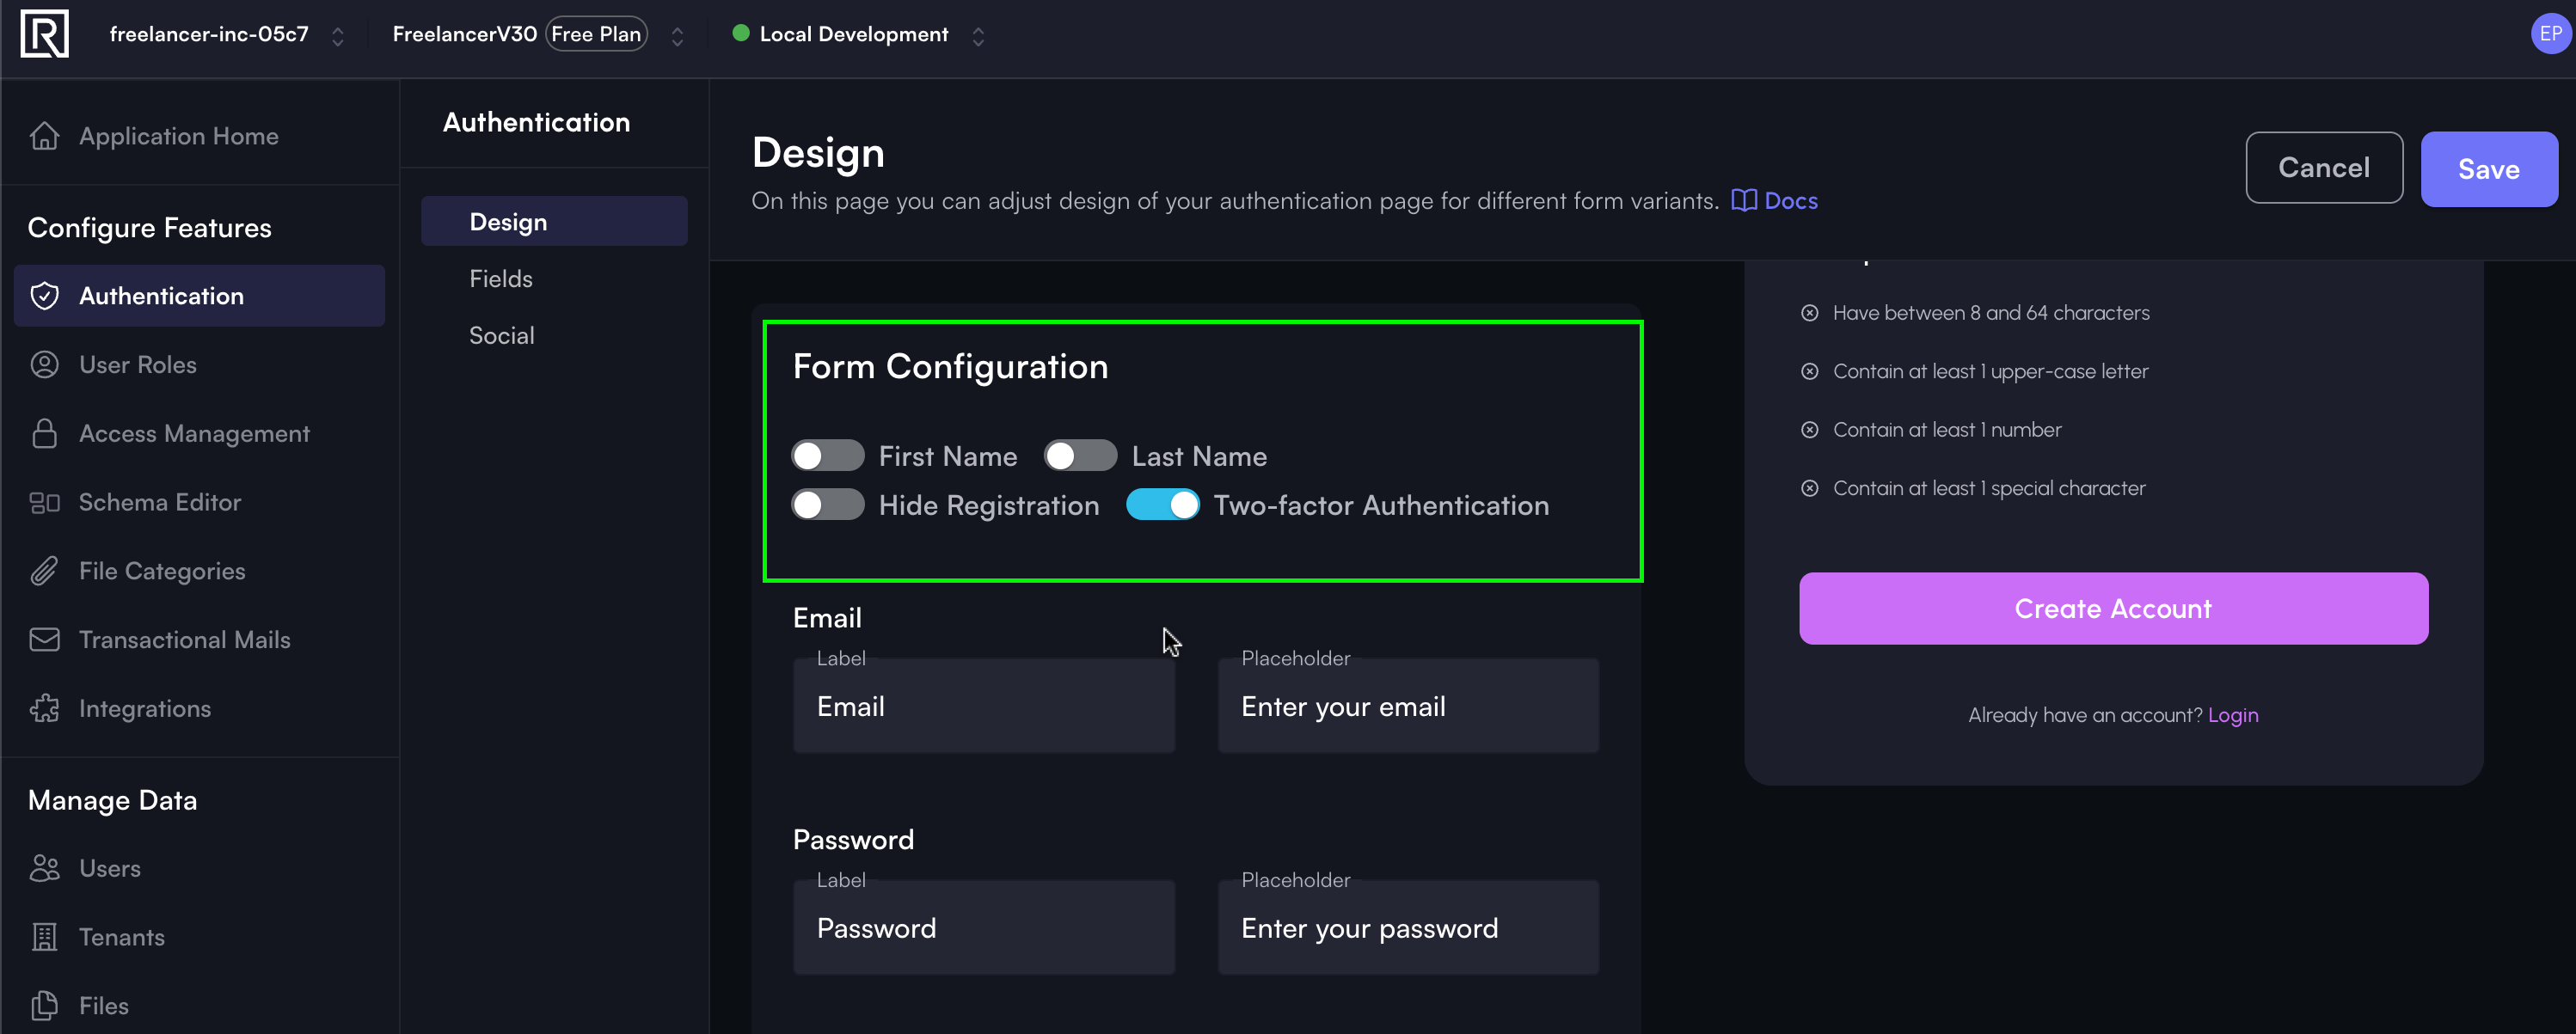 freelancer-inc-05c7
FreelancerV30 Free Plan
Local Development
EP
Application Home
Configure Features
Authentication
User Roles
Access Management
Schema Editor
File Categories
Transactional Mails
Integrations
Manage Data
Users
Tenants
Files
Authentication
Design
Fields
Social
Design
On this page you can adjust design of your authentication page for different form variants. Docs
Cancel
Save
Form Configuration
First Name
Last Name
Hide Registration
Two-factor Authentication
Email
Label
Email
Placeholder
Enter your email
Password
Label
Password
Placeholder
Enter your password
Have between 8 and 64 characters
Contain at least 1 upper-case letter
Contain at least 1 number
Contain at least 1 special character
Create Account
Already have an account? Login